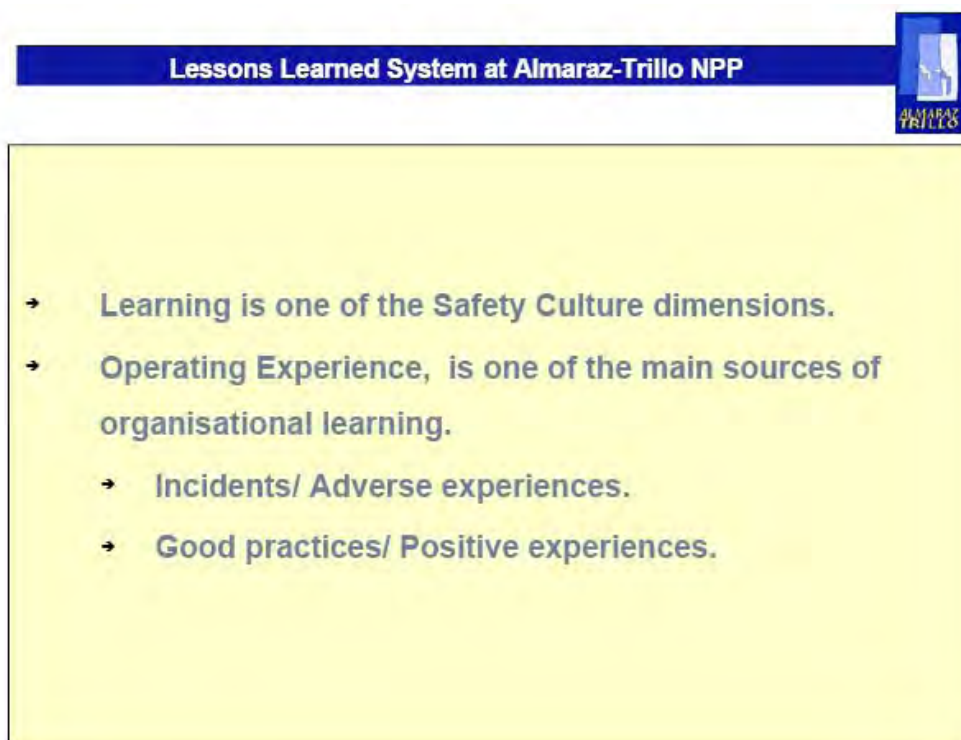 Lessons Learned System at Almaraz-Trillo NPP
ALMARAZ
TRILLO
➔ Learning is one of the Safety Culture dimensions.
➔ Operating Experience, is one of the main sources of
organisational learning.
➔ Incidents/ Adverse experiences.
➔ Good practices/ Positive experiences.